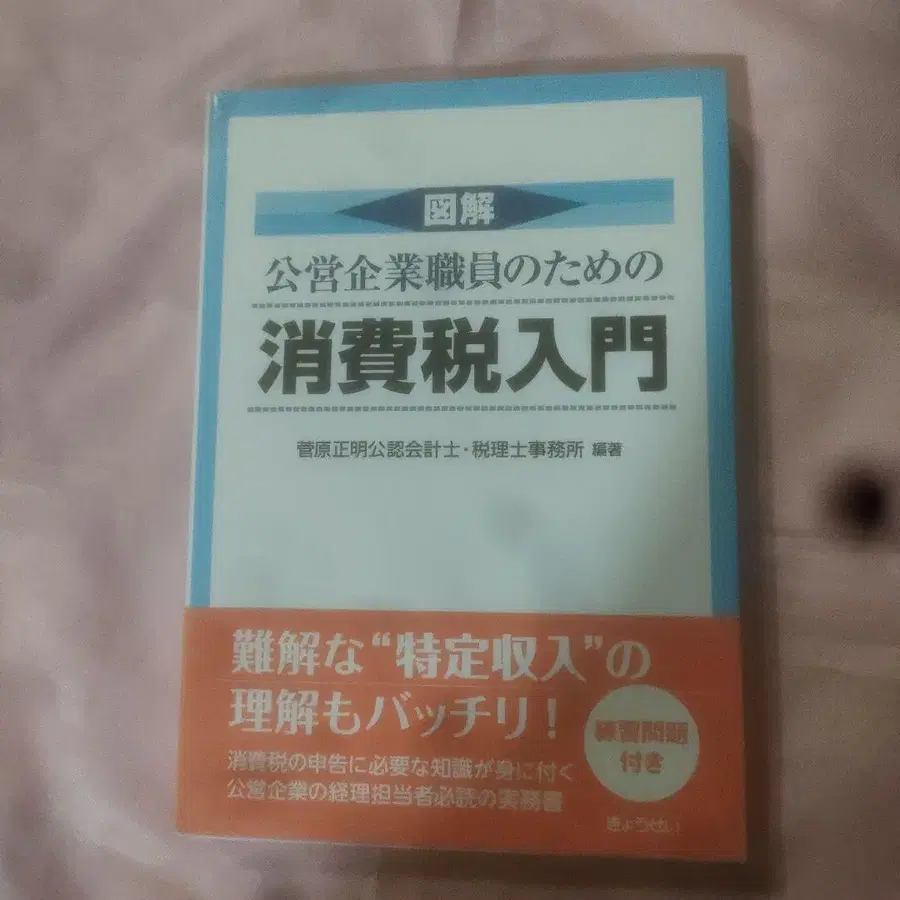 図解
公営企業職員のための
消費税入門
菅原正明公認会計士・税理士事務所 編著
難解な“特定収入”の
理解もバッチリ!
練習問題
付き
消費税の申告に必要な知識が身に付く
公営企業の経理担当者必読の実務書
ぎょうせい